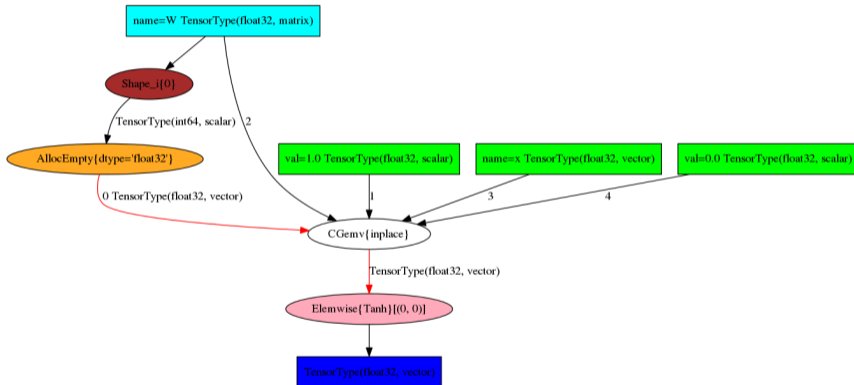 name=W TensorType(float32, matrix)
Shape_i{0}
TensorType(int64, scalar)
2
AllocEmpty{dtype='float32'}
val=1.0 TensorType(float32, scalar)
name=x TensorType(float32, vector)
val=0.0 TensorType(float32, scalar)
0 TensorType(float32, vector)
1
3
4
CGemv{inplace}
TensorType(float32, vector)
Elemwise{Tanh}[(0, 0)]
TensorType(float32, vector)